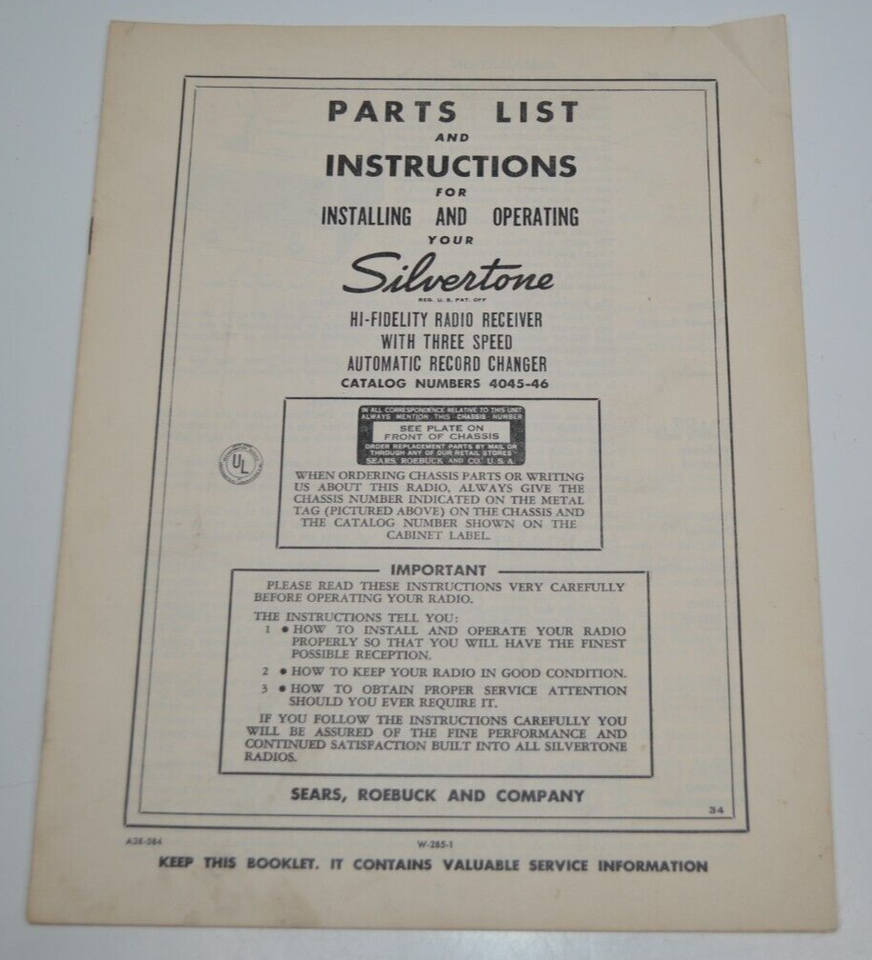 PARTS LIST
AND
INSTRUCTIONS
FOR
INSTALLING AND OPERATING
YOUR
Silvertone
REG. U. S. PAT. OFF
HI-FIDELITY RADIO RECEIVER
WITH THREE SPEED
AUTOMATIC RECORD CHANGER
CATALOG NUMBERS 4045-46
IN ALL CORRESPONDENCE RELATIVE TO THIS UNIT
ALWAYS MENTION THIS CHASSIS NUMBER
SEE PLATE ON
FRONT OF CHASSIS
ORDER REPLACEMENT PARTS BY MAIL OR
THROUGH ANY OF OUR RETAIL STORES
SEARS, ROEBUCK AND CO. U. S. A.
UL
WHEN ORDERING CHASSIS PARTS OR WRITING
US ABOUT THIS RADIO, ALWAYS GIVE THE
CHASSIS NUMBER INDICATED ON THE METAL
TAG (PICTURED ABOVE) ON THE CHASSIS AND
THE CATALOG NUMBER SHOWN ON THE
CABINET LABEL.
IMPORTANT
PLEASE READ THESE INSTRUCTIONS VERY CAREFULLY
BEFORE OPERATING YOUR RADIO.
THE INSTRUCTIONS TELL YOU:
1 • HOW TO INSTALL AND OPERATE YOUR RADIO
PROPERLY SO THAT YOU WILL HAVE THE FINEST
POSSIBLE RECEPTION.
2 • HOW TO KEEP YOUR RADIO IN GOOD CONDITION.
3 • HOW TO OBTAIN PROPER SERVICE ATTENTION
SHOULD YOU EVER REQUIRE IT.
IF YOU FOLLOW THE INSTRUCTIONS CAREFULLY YOU
WILL BE ASSURED OF THE FINE PERFORMANCE AND
CONTINUED SATISFACTION BUILT INTO ALL SILVERTONE
RADIOS.
SEARS, ROEBUCK AND COMPANY
34
A38-584
W-285-1
KEEP THIS BOOKLET. IT CONTAINS VALUABLE SERVICE INFORMATION